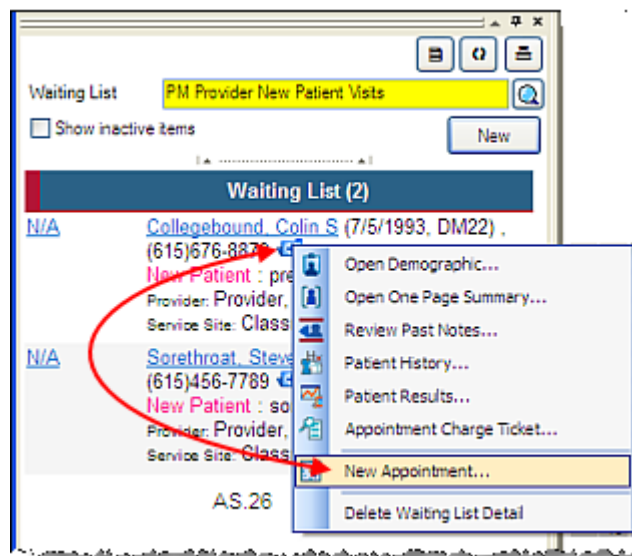 Waiting List PM Provider New Patient Visits
Show inactive items New
Waiting List (2)
N/A Collegebound, Colin S (7/5/1993, DM22) ,
(615)676-887
New Patient : pre
Provider: Provider,
Service Site: Class
N/A Sorethroat, Steve
(615)456-7789
New Patient : so
Provider: Provider,
Service Site: Class
AS.26
Open Demographic...
Open One Page Summary...
Review Past Notes...
Patient History...
Patient Results...
Appointment Charge Ticket...
New Appointment...
Delete Waiting List Detail